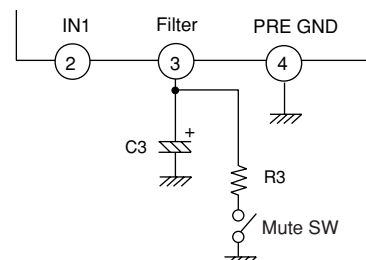 IN1
Filter
PRE GND
2
3
4
+
C3
R3
Mute SW